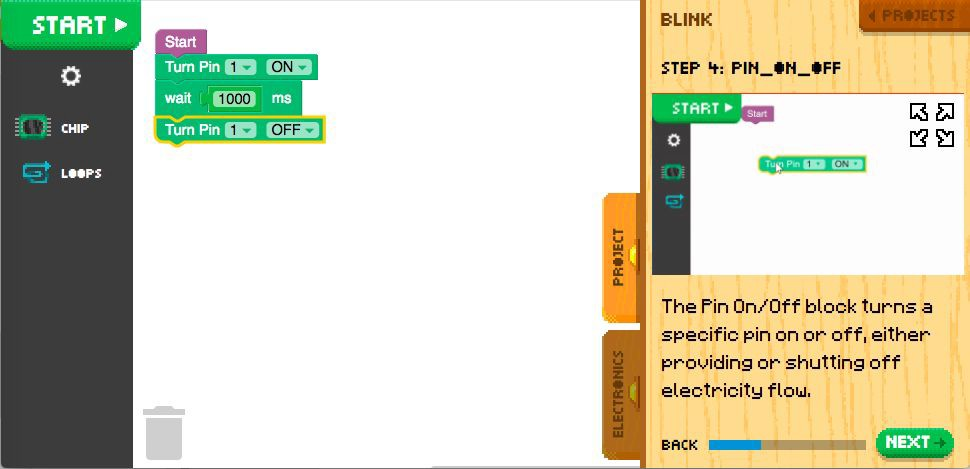 START
CHIP
LOOPS
Start
Turn Pin 1 ON
wait 1000 ms
Turn Pin 1 OFF
PROJECT
ELECTRONICS
BLINK
PROJECTS
STEP 4: PIN_ON_OFF
START
Start
Turn Pin 1 ON
The Pin On/Off block turns a
specific pin on or off, either
providing or shutting off
electricity flow.
BACK
NEXT